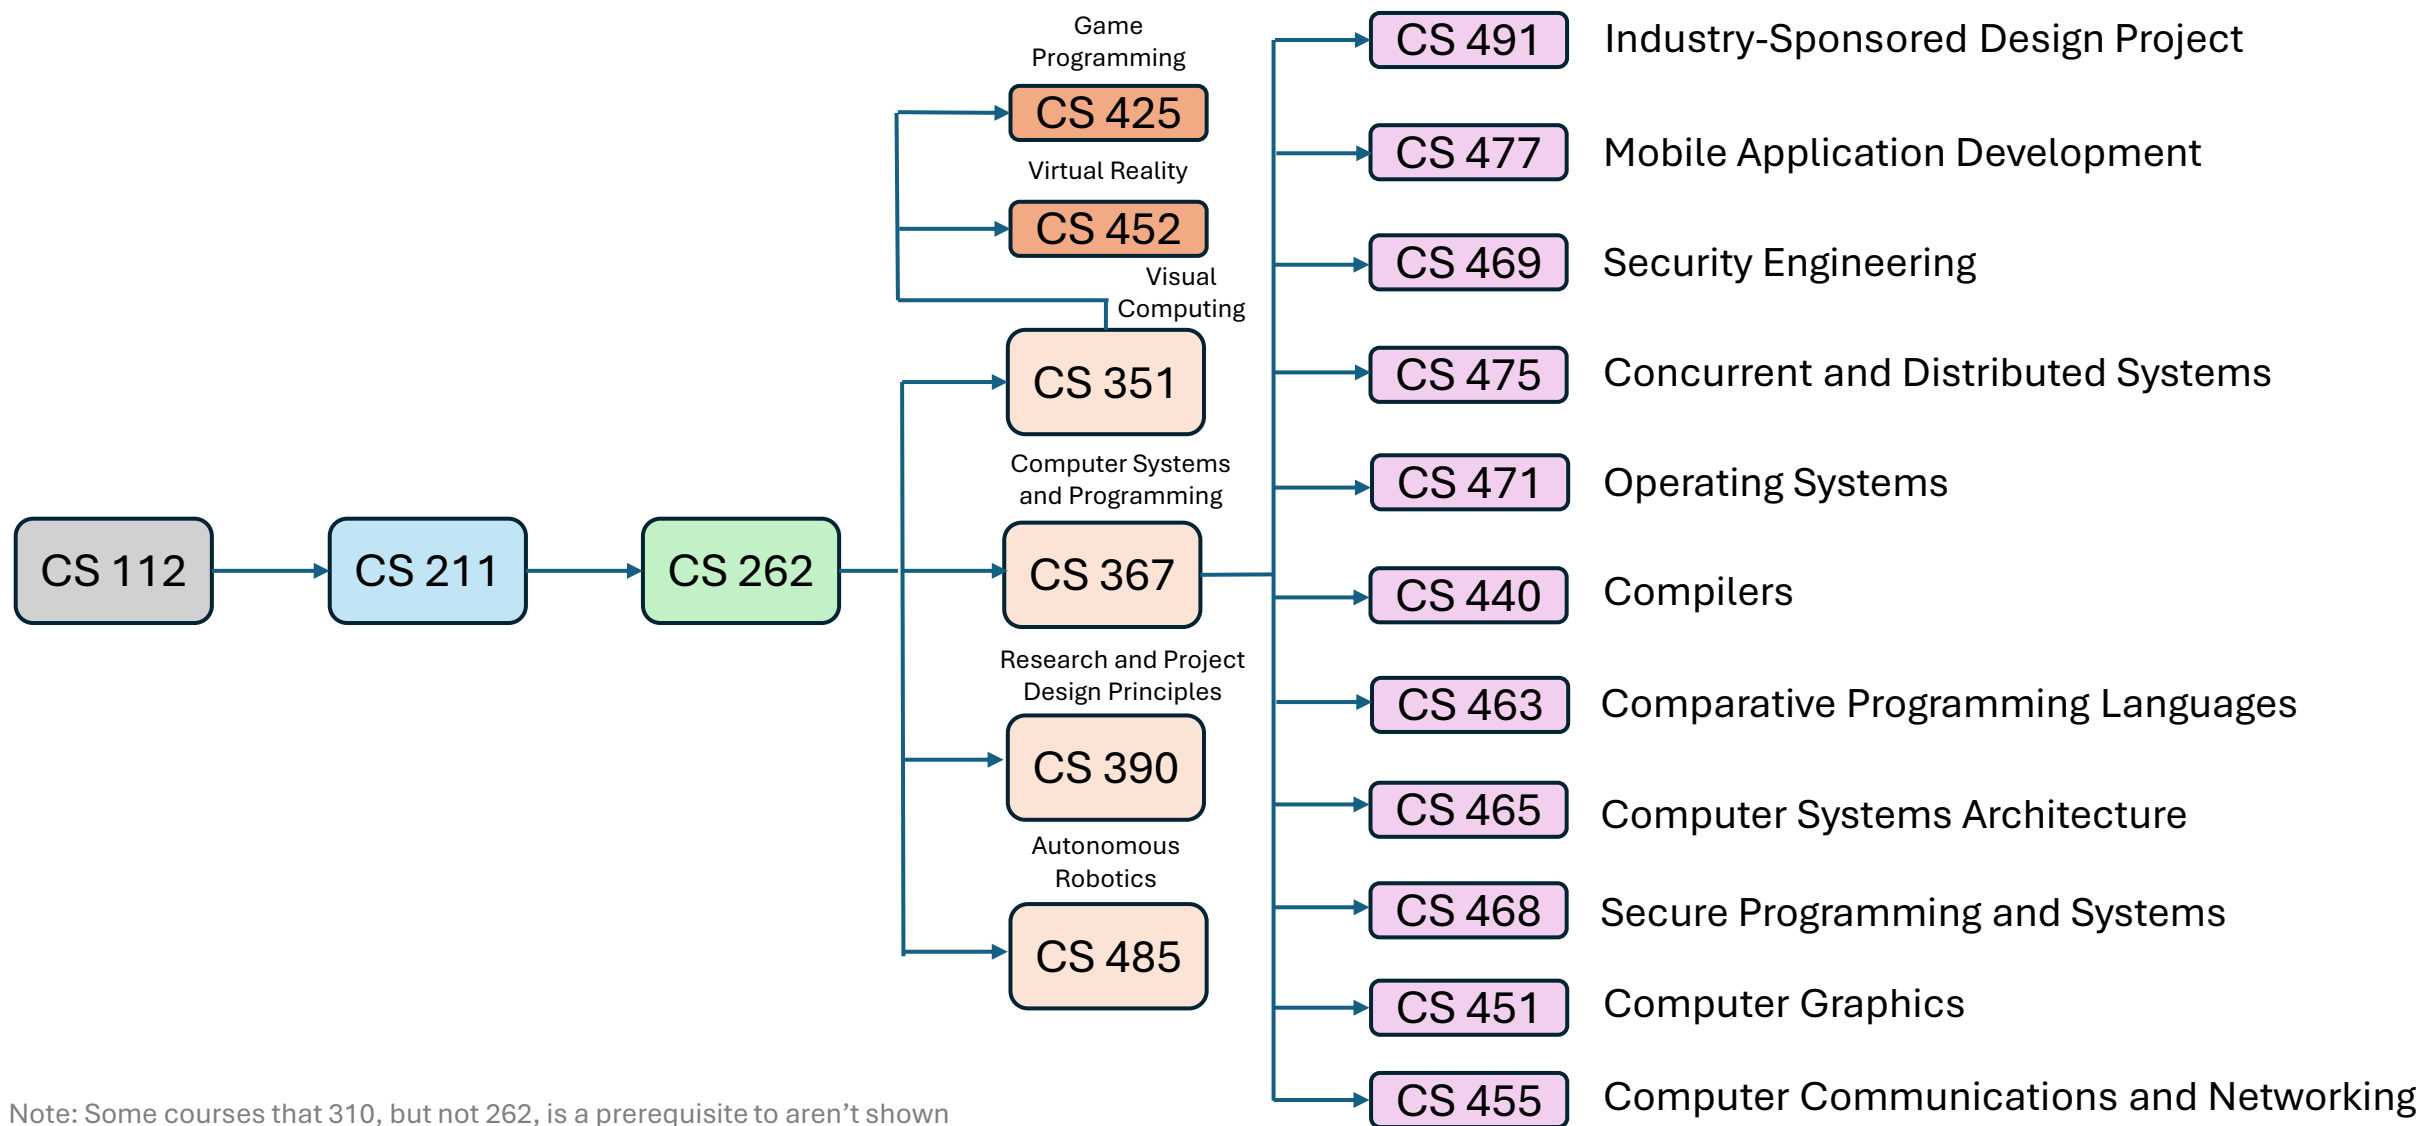 Game
Programming
CS 425
Virtual Reality
CS 452
Visual
Computing
CS 351
Computer Systems
and Programming
CS 112
CS 211
CS 262
CS 367
Research and Project
Design Principles
CS 390
Autonomous
Robotics
CS 485
CS 491 Industry-Sponsored Design Project
CS 477 Mobile Application Development
CS 469 Security Engineering
CS 475 Concurrent and Distributed Systems
CS 471 Operating Systems
CS 440 Compilers
CS 463 Comparative Programming Languages
CS 465 Computer Systems Architecture
CS 468 Secure Programming and Systems
CS 451 Computer Graphics
CS 455 Computer Communications and Networking
Note: Some courses that 310, but not 262, is a prerequisite to aren’t shown